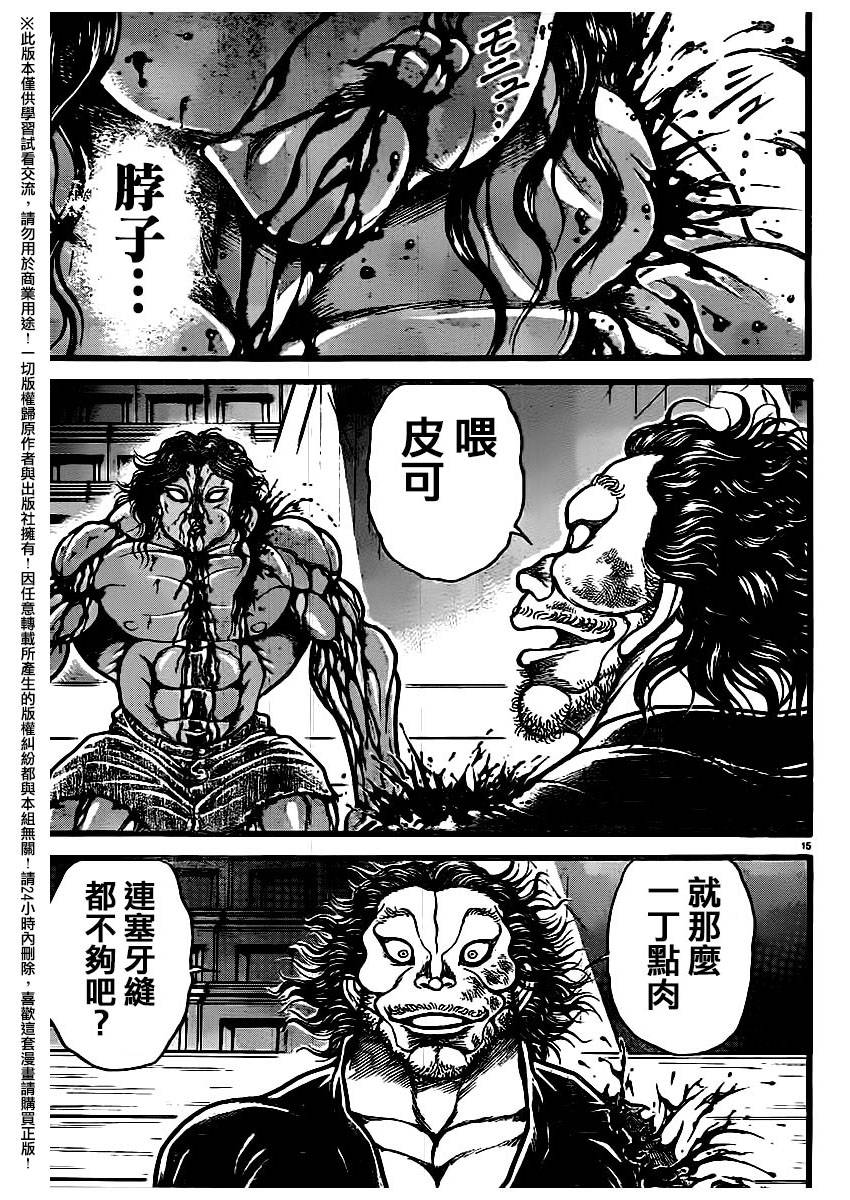 ※此版本僅供學習試看交流，請勿用於商業用途！一切版權歸原作者與出版社擁有！因任意轉載所產生的版權糾紛都與本組無關！請24小時內刪除，喜歡這套漫畫請購買正版！
モニュ…
脖子…
喂
皮可
15
就那麼
一丁點肉
連塞牙縫
都不夠吧？